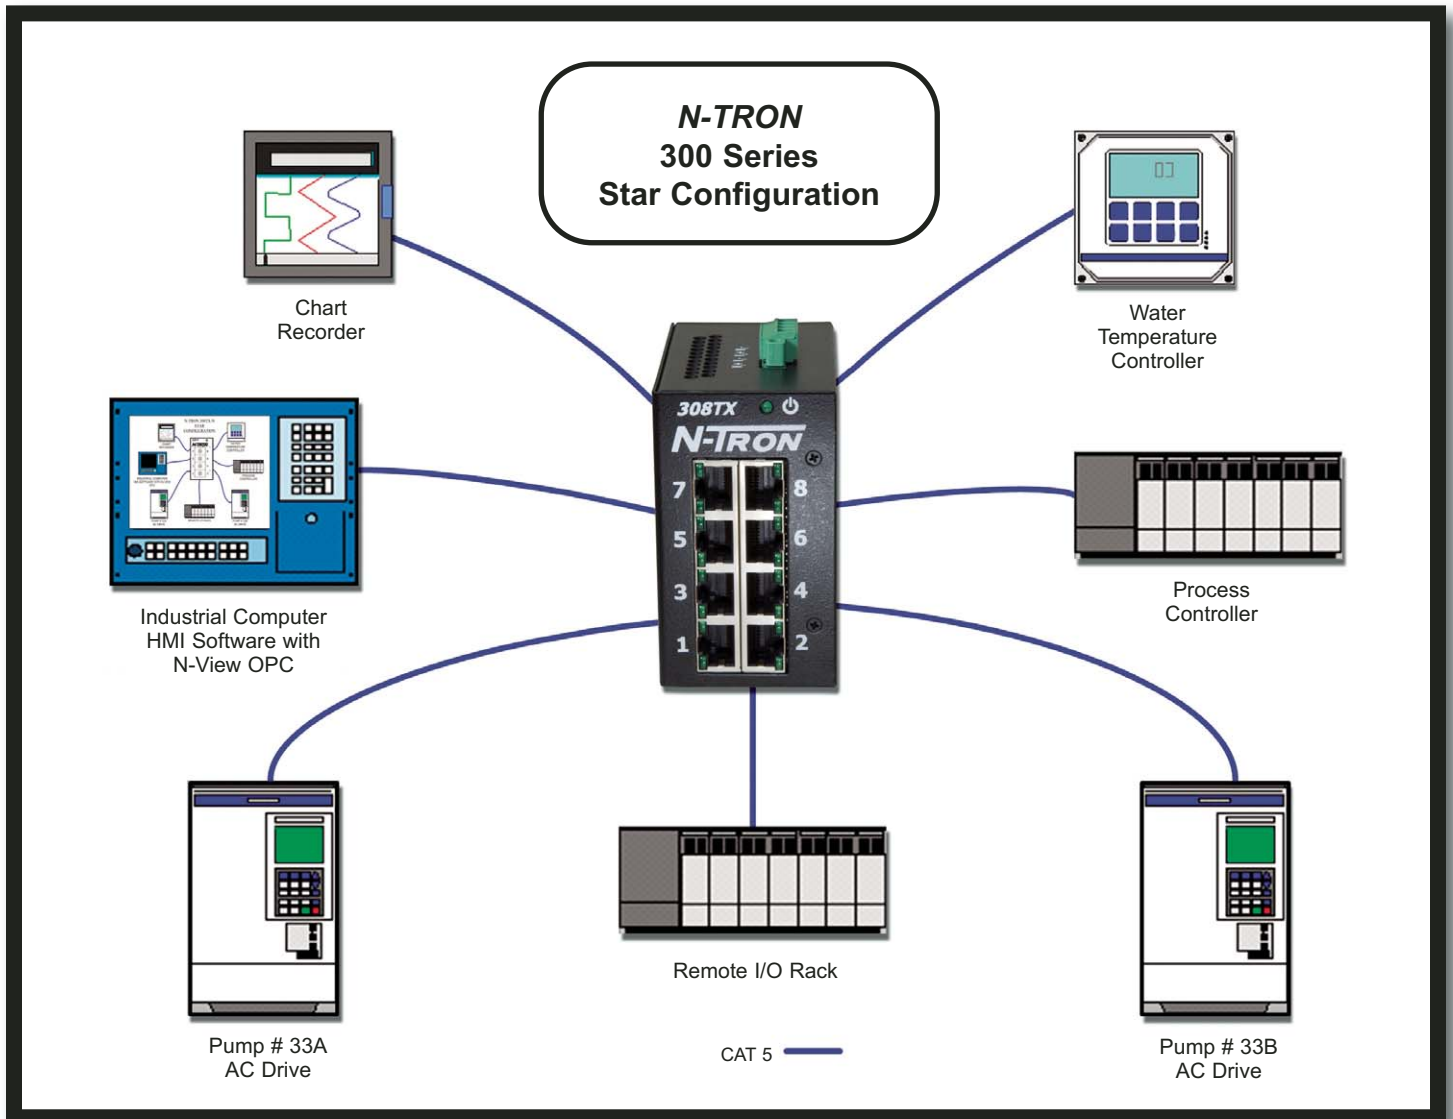 N-TRON
300 Series
Star Configuration
Chart
Recorder
Water
Temperature
Controller
308TX
N-TRON
7
8
5
6
3
4
1
2
Industrial Computer
HMI Software with
N-View OPC
Process
Controller
Remote I/O Rack
Pump # 33A
AC Drive
CAT 5
Pump # 33B
AC Drive